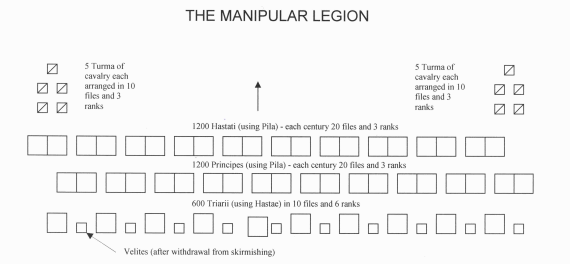 THE MANIPULAR LEGION
5 Turma of
cavalry each
arranged in 10
files and 3
ranks
5 Turma of
cavalry each
arranged in 10
files and 3
ranks
1200 Hastati (using Pila) - each century 20 files and 3 ranks
1200 Principes (using Pila) - each century 20 files and 3 ranks
600 Triarii (using Hastae) in 10 files and 6 ranks
Velites (after withdrawal from skirmishing)